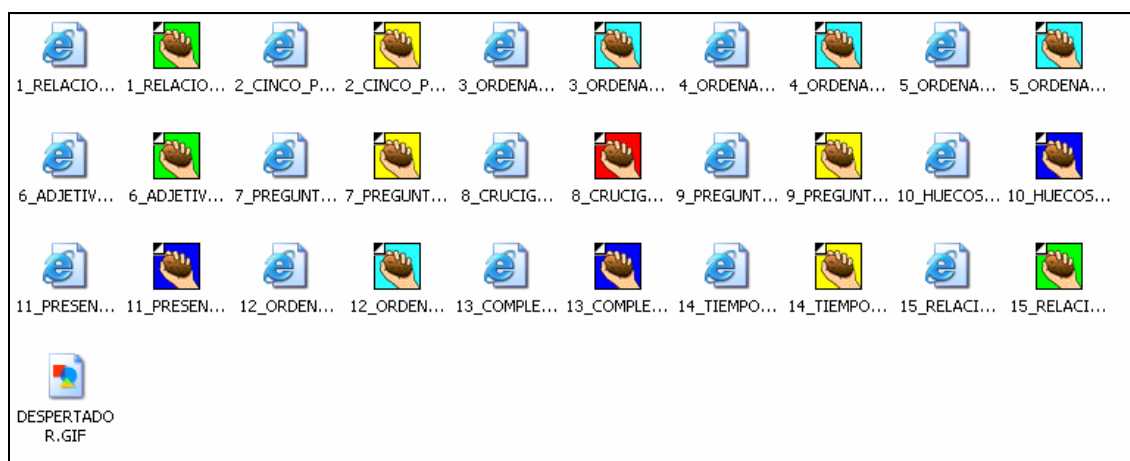 1_RELACIO... 1_RELACIO... 2_CINCO_P... 2_CINCO_P... 3_ORDENA... 3_ORDENA... 4_ORDENA... 4_ORDENA... 5_ORDENA... 5_ORDENA...
6_ADJETIV... 6_ADJETIV... 7_PREGUNT... 7_PREGUNT... 8_CRUCIG... 8_CRUCIG... 9_PREGUNT... 9_PREGUNT... 10_HUECOS... 10_HUECOS...
11_PRESEN... 11_PRESEN... 12_ORDEN... 12_ORDEN... 13_COMPLE... 13_COMPLE... 14_TIEMPO... 14_TIEMPO... 15_RELACI... 15_RELACI...
DESPERTADO
R.GIF